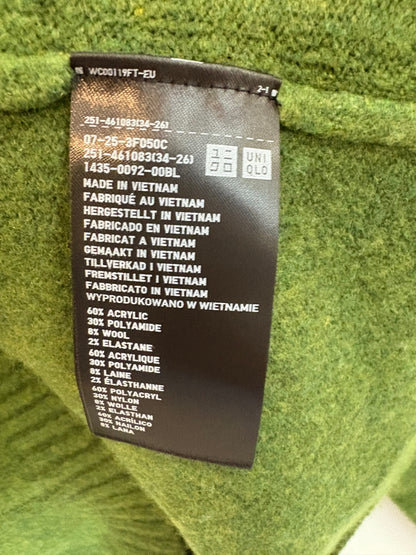 WC00119FT-EU
2-1
251-461083(34-26)
07-25-3F050C
251-461083(34-26)
1435-0092-00BL
UNI
QLO
MADE IN VIETNAM
FABRIQUÉ AU VIETNAM
HERGESTELLT IN VIETNAM
FABRICADO EN VIETNAM
FABRICAT A VIETNAM
GEMAAKT IN VIETNAM
TILLVERKAD I VIETNAM
FREMSTILLET I VIETNAM
FABBRICATO IN VIETNAM
WYPRODUKOWANO W WIETNAMIE
60% ACRYLIC
30% POLYAMIDE
8% WOOL
2% ELASTANE
60% ACRYLIQUE
30% POLYAMIDE
8% LAINE
2% ÉLASTHANNE
60% POLYACRYL
30% NYLON
8% WOLLE
2% ELASTHAN
60% ACRÍLICO
30% NAILON
8% LANA